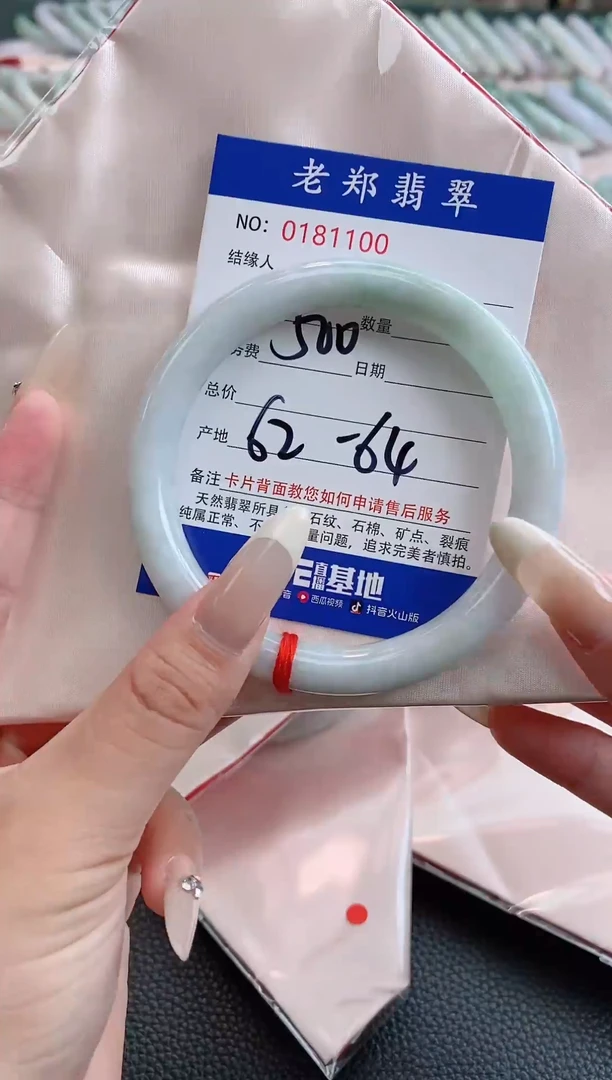 老郑翡翠
NO: 0181100
结缘人
500 数量
费 日期
总价
产地 62-64
备注 卡片背面教您如何申请售后服务
天然翡翠所具 石纹、石棉、矿点、裂痕
纯属正常、不 量问题，追求完美者慎拍。
直播基地
音 西瓜视频 抖音火山版